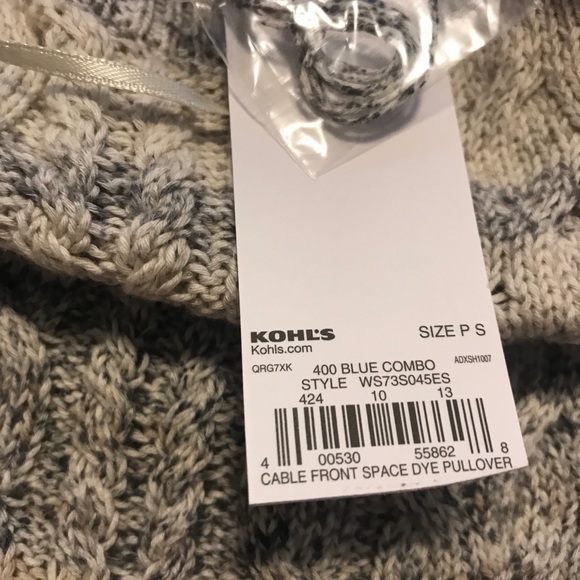 KOHL'S SIZE P S
Kohls.com
QRG7XK 400 BLUE COMBO ADXSH1007
STYLE WS73S045ES
424 10 13
4 00530 55862 8
CABLE FRONT SPACE DYE PULLOVER